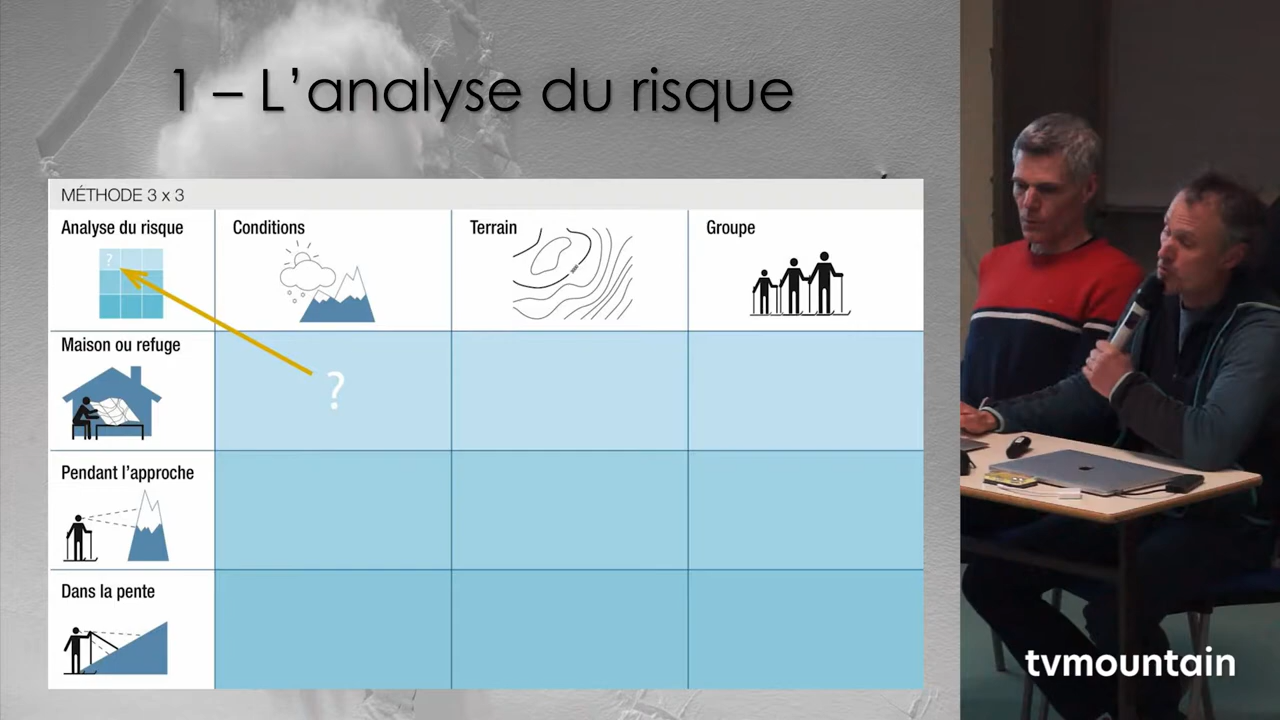 1 – L’analyse du risque
MÉTHODE 3 x 3
Analyse du risque
Conditions
Terrain
Groupe
?
Maison ou refuge
?
Pendant l’approche
Dans la pente
tvmountain